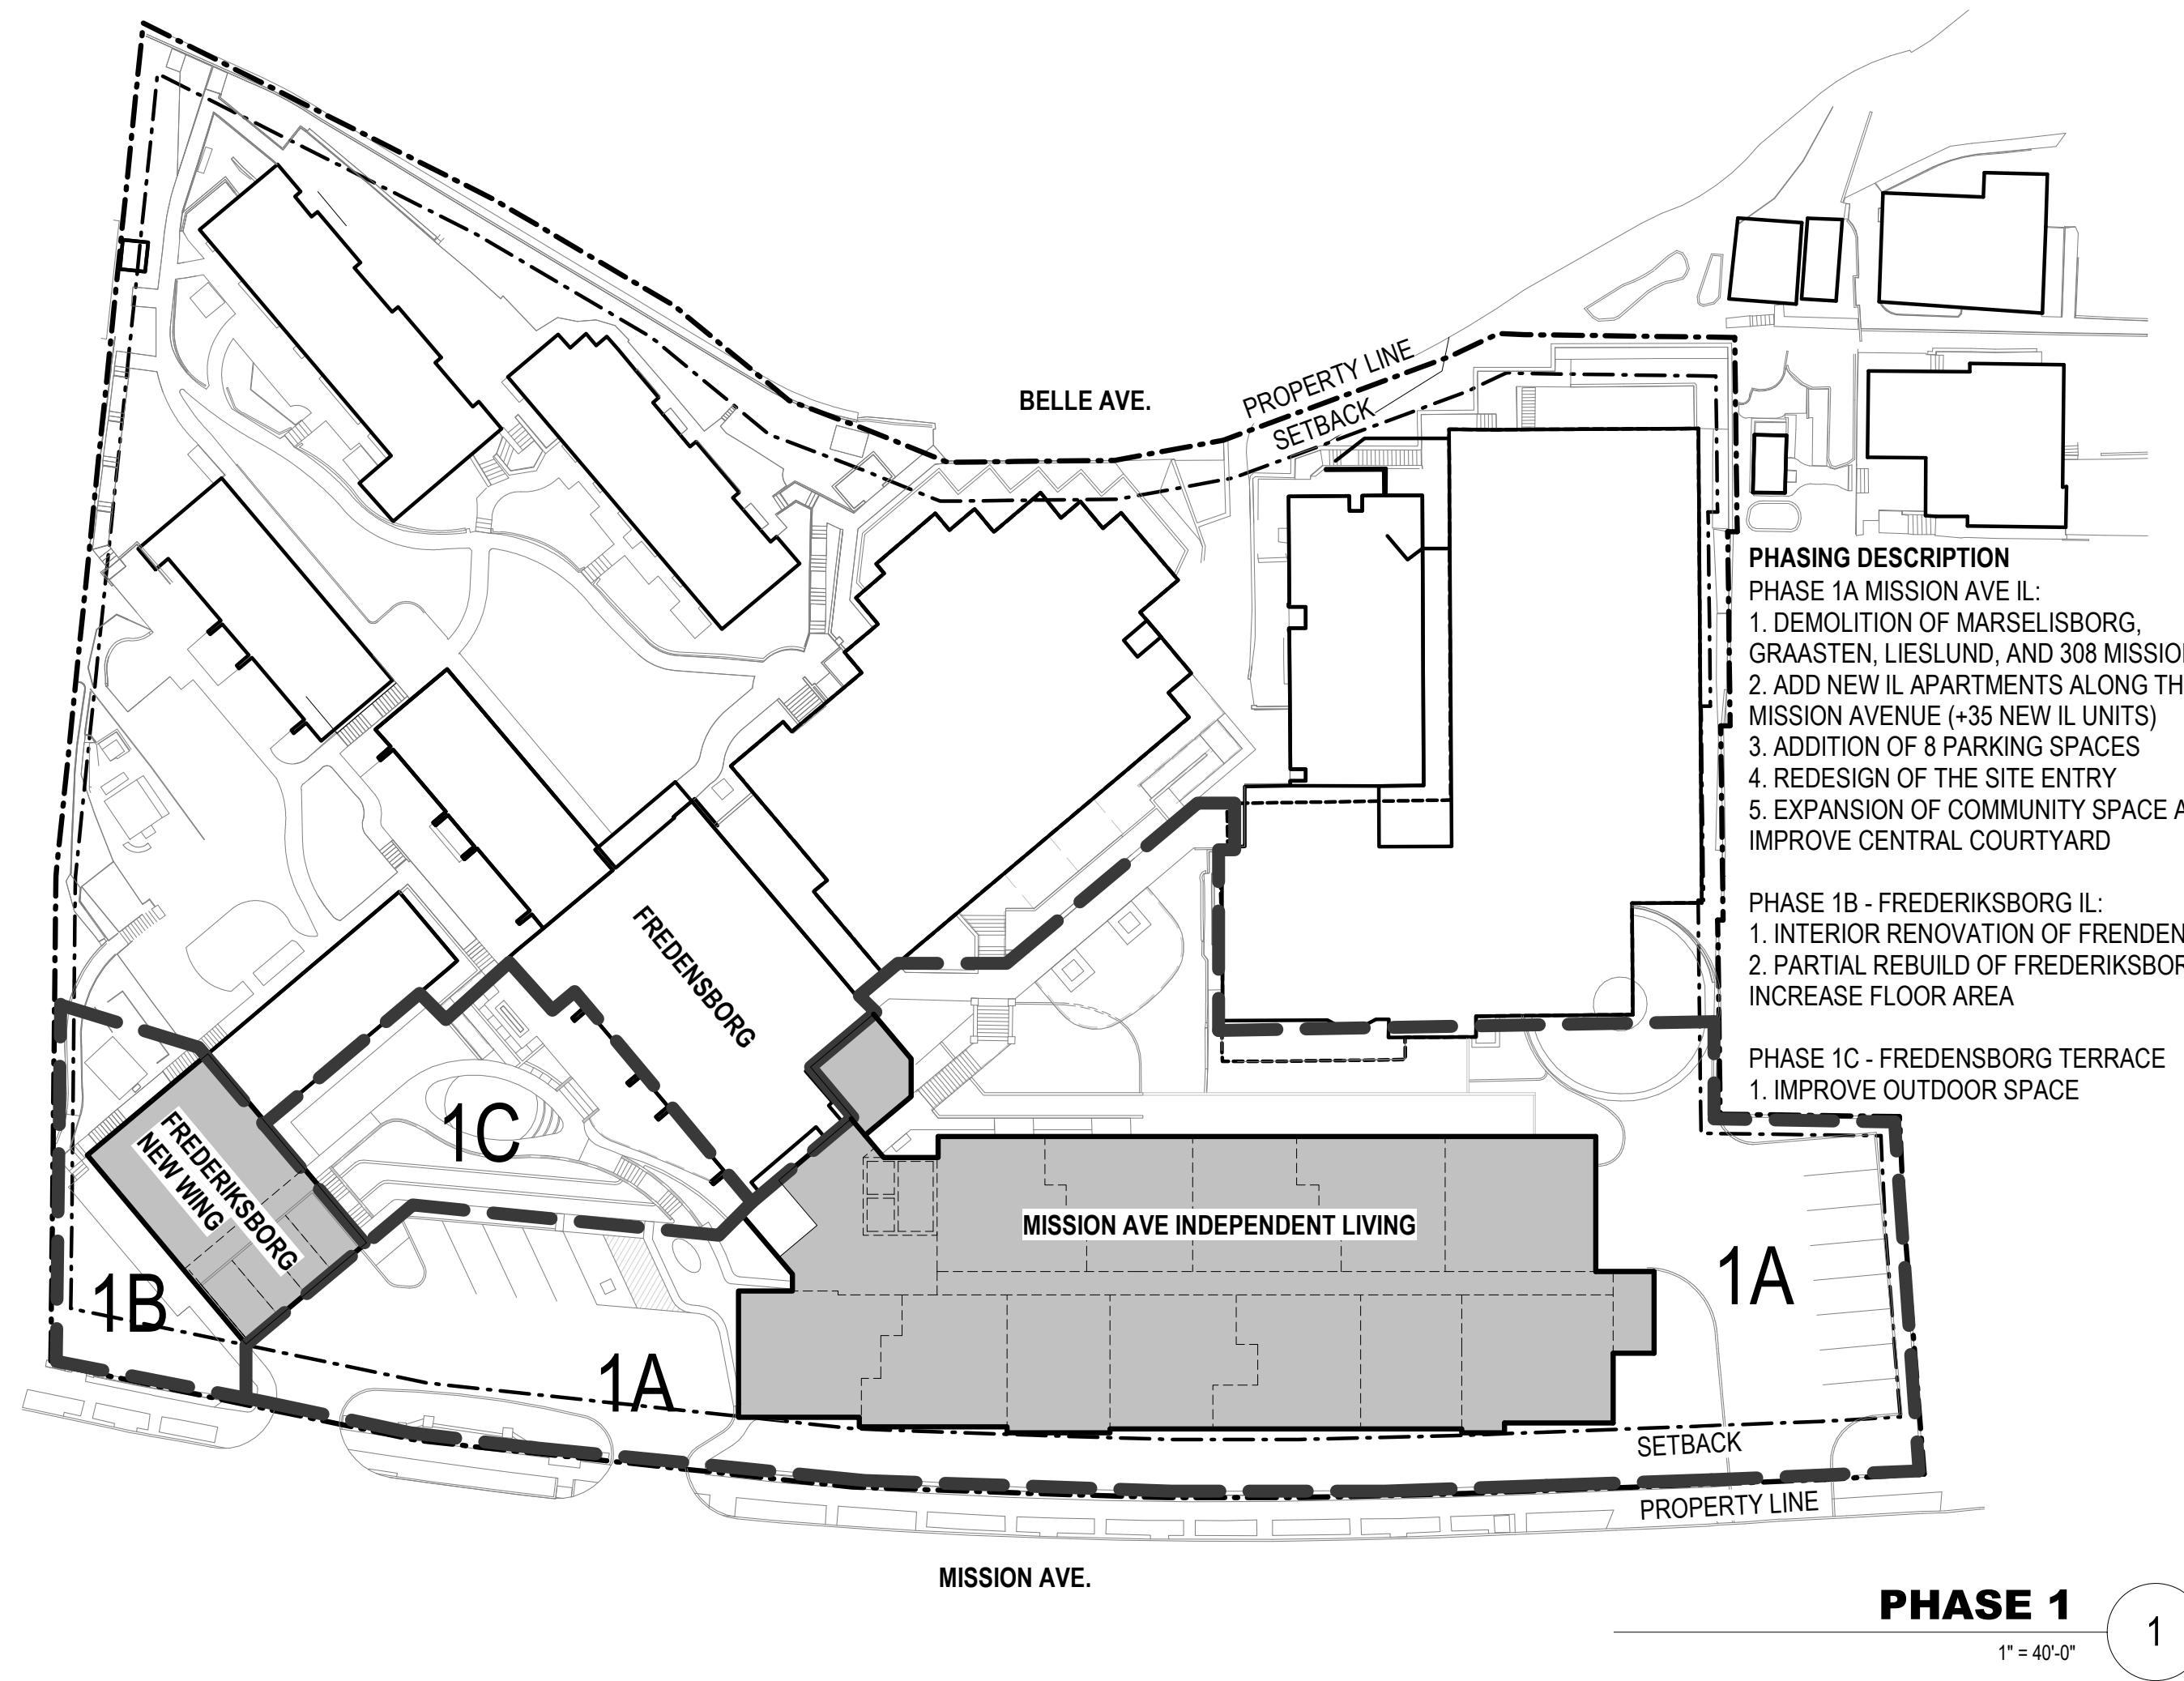 BELLE AVE.
PROPERTY LINE
SETBACK
PHASING DESCRIPTION
PHASE 1A MISSION AVE IL:
1. DEMOLITION OF MARSELISBORG,
GRAASTEN, LIESLUND, AND 308 MISSIO
2. ADD NEW IL APARTMENTS ALONG TH
MISSION AVENUE (+35 NEW IL UNITS)
3. ADDITION OF 8 PARKING SPACES
4. REDESIGN OF THE SITE ENTRY
5. EXPANSION OF COMMUNITY SPACE A
IMPROVE CENTRAL COURTYARD
PHASE 1B - FREDERIKSBORG IL:
1. INTERIOR RENOVATION OF FRENDEN
2. PARTIAL REBUILD OF FREDERIKSBOR
INCREASE FLOOR AREA
PHASE 1C - FREDENSBORG TERRACE
1. IMPROVE OUTDOOR SPACE
FREDENSBORG
1C
FREDERIKSBORG
NEW WING
MISSION AVE INDEPENDENT LIVING
1B
1A
1A
SETBACK
PROPERTY LINE
MISSION AVE.
PHASE 1
1" = 40'-0"
1